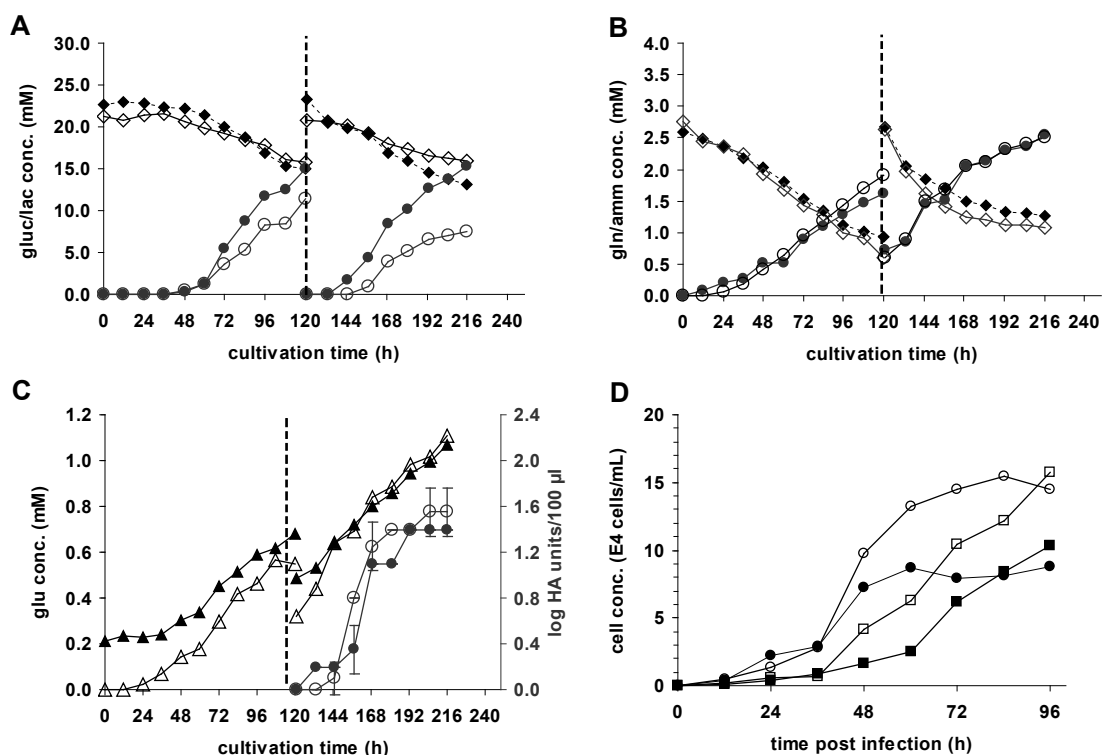 A
gluc/lac conc. (mM)
30.0
25.0
20.0
15.0
10.0
5.0
0.0
0 24 48 72 96 120 144 168 192 216 240
cultivation time (h)
B
gln/amm conc. (mM)
4.0
3.5
3.0
2.5
2.0
1.5
1.0
0.5
0.0
0 24 48 72 96 120 144 168 192 216 240
cultivation time (h)
C
glu conc. (mM)
1.2
1.0
0.8
0.6
0.4
0.2
0.0
2.4
2.0
1.6
1.2
0.8
0.4
0.0
log HA units/100 µl
0 24 48 72 96 120 144 168 192 216 240
cultivation time (h)
D
cell conc. (E4 cells/mL)
20
15
10
5
0
0 24 48 72 96
time post infection (h)